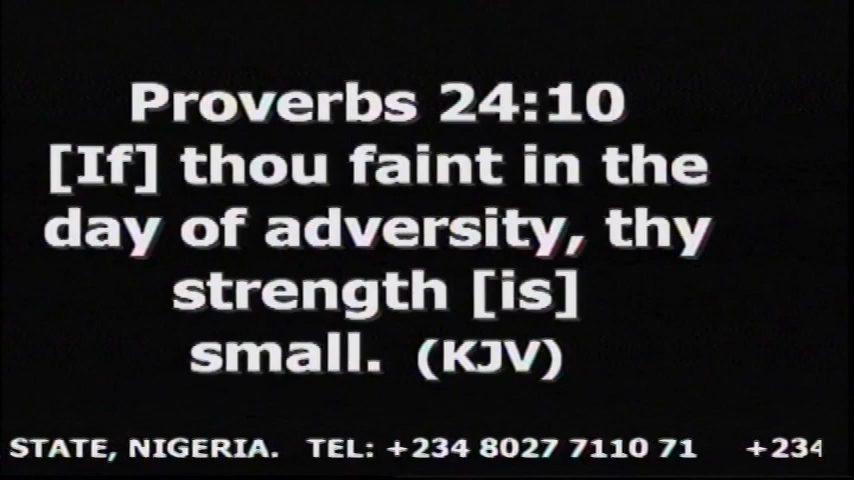 Proverbs 24:10
[If] thou faint in the
day of adversity, thy
strength [is]
small. (KJV)
STATE, NIGERIA. TEL: +234 8027 7110 71 +234